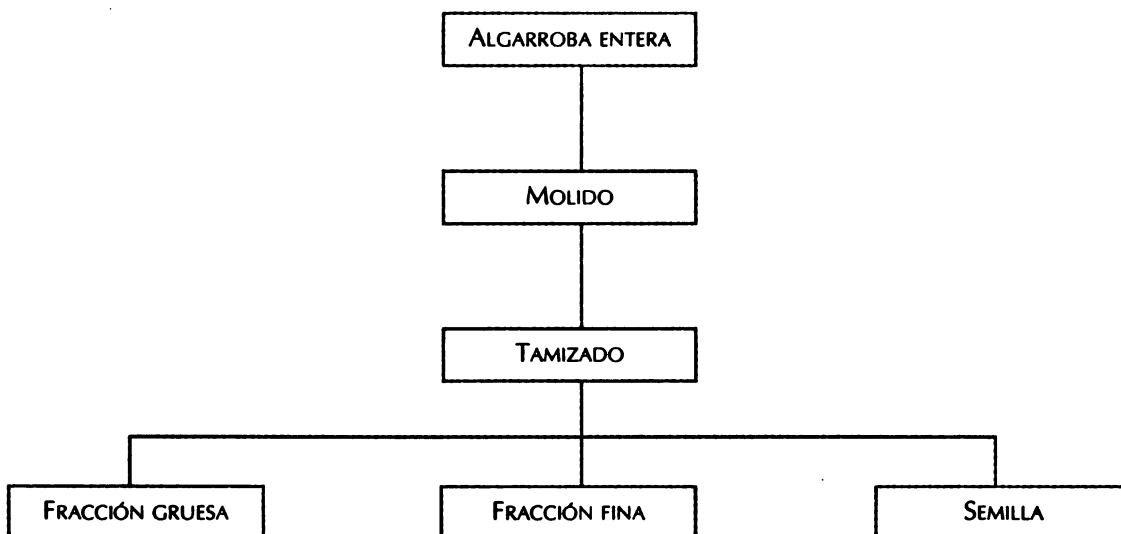 ALGARROBA ENTERA
MOLIDO
TAMIZADO
FRACCIÓN GRUESA
FRACCIÓN FINA
SEMILLA